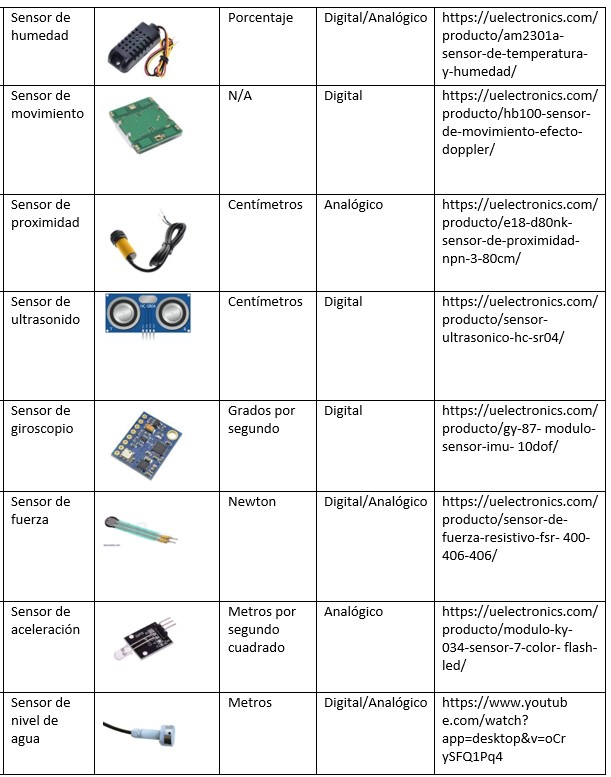 Sensor de
humedad
Porcentaje
Digital/Analógico
https://uelectronics.com/
producto/am2301a-
sensor-de-temperatura-
y-humedad/
Sensor de
movimiento
N/A
Digital
https://uelectronics.com/
producto/hb100-sensor-
de-movimiento-efecto-
doppler/
Sensor de
proximidad
Centímetros
Analógico
https://uelectronics.com/
producto/e18-d80nk-
sensor-de-proximidad-
npn-3-80cm/
Sensor de
ultrasonido
Centímetros
Digital
https://uelectronics.com/
producto/sensor-
ultrasonico-hc-sr04/
Sensor de
giroscopio
Grados por
segundo
Digital
https://uelectronics.com/
producto/gy-87- modulo-
sensor-imu- 10dof/
Sensor de
fuerza
Newton
Digital/Analógico
https://uelectronics.com/
producto/sensor-de-
fuerza-resistivo-fsr- 400-
406-406/
Sensor de
aceleración
Metros por
segundo
cuadrado
Analógico
https://uelectronics.com/
producto/modulo-ky-
034-sensor-7-color- flash-
led/
Sensor de
nivel de
agua
Metros
Digital/Analógico
https://www.youtub
e.com/watch?
app=desktop&v=oCr
ySFQ1Pq4